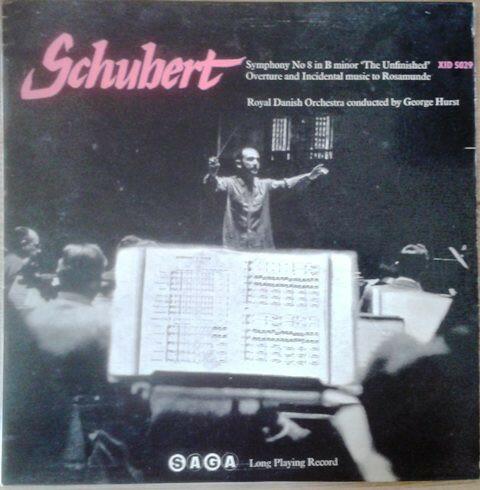 Schubert
Symphony No 8 in B minor "The Unfinished" XID 5029
Overture and Incidental music to Rosamunde
Royal Danish Orchestra conducted by George Hurst
SAGA Long Playing Record